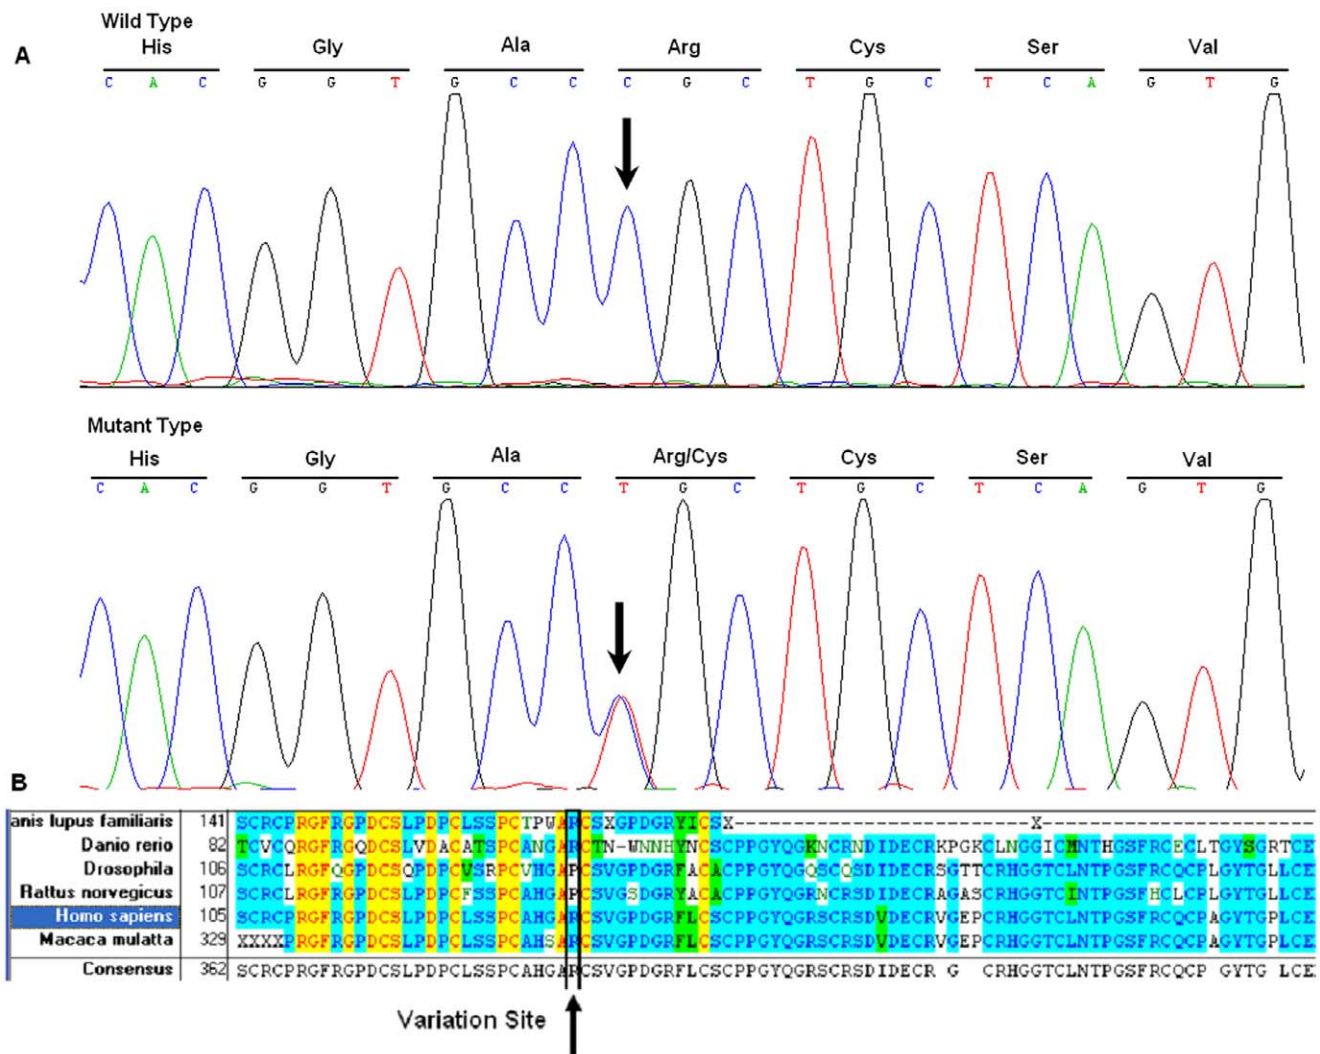 Wild Type
A
His Gly Ala Arg Cys Ser Val
C A C G G T G C C C G C T G C T C A G T G
Mutant Type
His Gly Ala Arg/Cys Cys Ser Val
C A C G G T G C C T G C T G C T C A G T G
B
anis lupus familiaris 141 SCRCPRGFRGPDCSLPDPCLSSPCTPWARCSXGPDGRYICSX-------------------------X-----------------------
Danio rerio 82 TCVCQRGFRGQDCSLVDACATSPCANGARCTN-WNNHYNCSCPPGYQGKNCRNDIDECRKPGKCLNGGICMNTHGSFRCECLTGYSGRTCE
Drosophila 106 SCRCLRGFQGPDCSQPDPCVSRPCVHGAPCSVGPDGRFACACPPGYQGQSCQSDIDECRSGTTCRHGGTCLNTPGSFRCQCPLGYTGLLCE
Rattus norvegicus 107 SCRCLRGFRGPDCSLPDPCFSSPCAHGAPCSVGSDGRYACACPPGYQGRNCRSDIDECRAGASCRHGGTCINTPGSFHCLCPLGYTGLLCE
Homo sapiens 105 SCRCPRGFRGPDCSLPDPCLSSPCAHGARCSVGPDGRFLCSCPPGYQGRSCRSDVDECRVGEPCRHGGTCLNTPGSFRCQCPAGYTGPLCE
Macaca mulatta 329 XXXXPRGFRGPDCSLPDPCLSSPCAHSARCSVGPDGRFLCSCPPGYQGRSCRSDVDECRVGEPCRHGGTCLNTPGSFRCQCPAGYTGPLCE
Consensus 362 SCRCPRGFRGPDCSLPDPCLSSPCAHGARCSVGPDGRFLCSCPPGYQGRSCRSDIDECR G CRHGGTCLNTPGSFRCQCP GYTG LCE
Variation Site